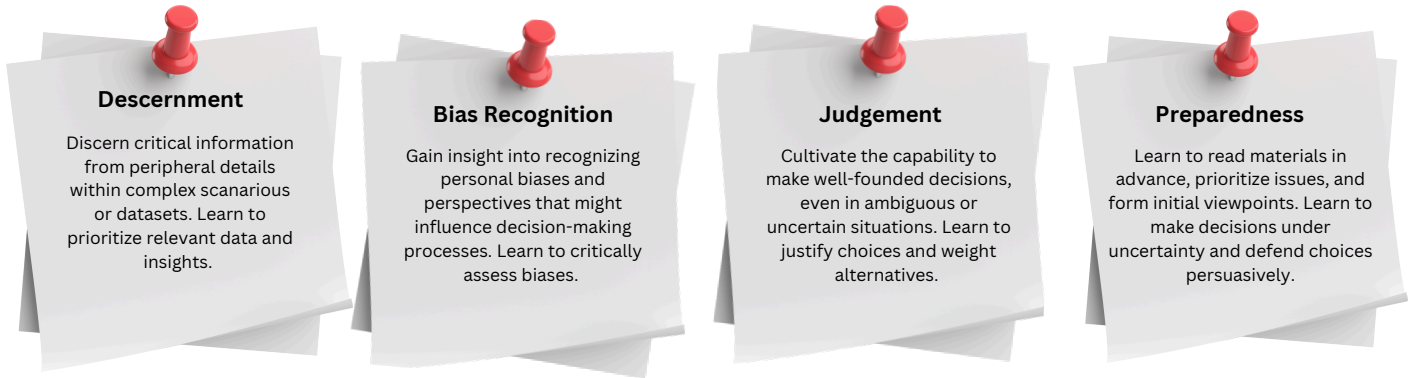 Descernment
Discern critical information
from peripheral details
within complex scanarious
or datasets. Learn to
prioritize relevant data and
insights.
Bias Recognition
Gain insight into recognizing
personal biases and
perspectives that might
influence decision-making
processes. Learn to critically
assess biases.
Judgement
Cultivate the capability to
make well-founded decisions,
even in ambiguous or
uncertain situations. Learn to
justify choices and weight
alternatives.
Preparedness
Learn to read materials in
advance, prioritize issues, and
form initial viewpoints. Learn to
make decisions under
uncertainty and defend choices
persuasively.